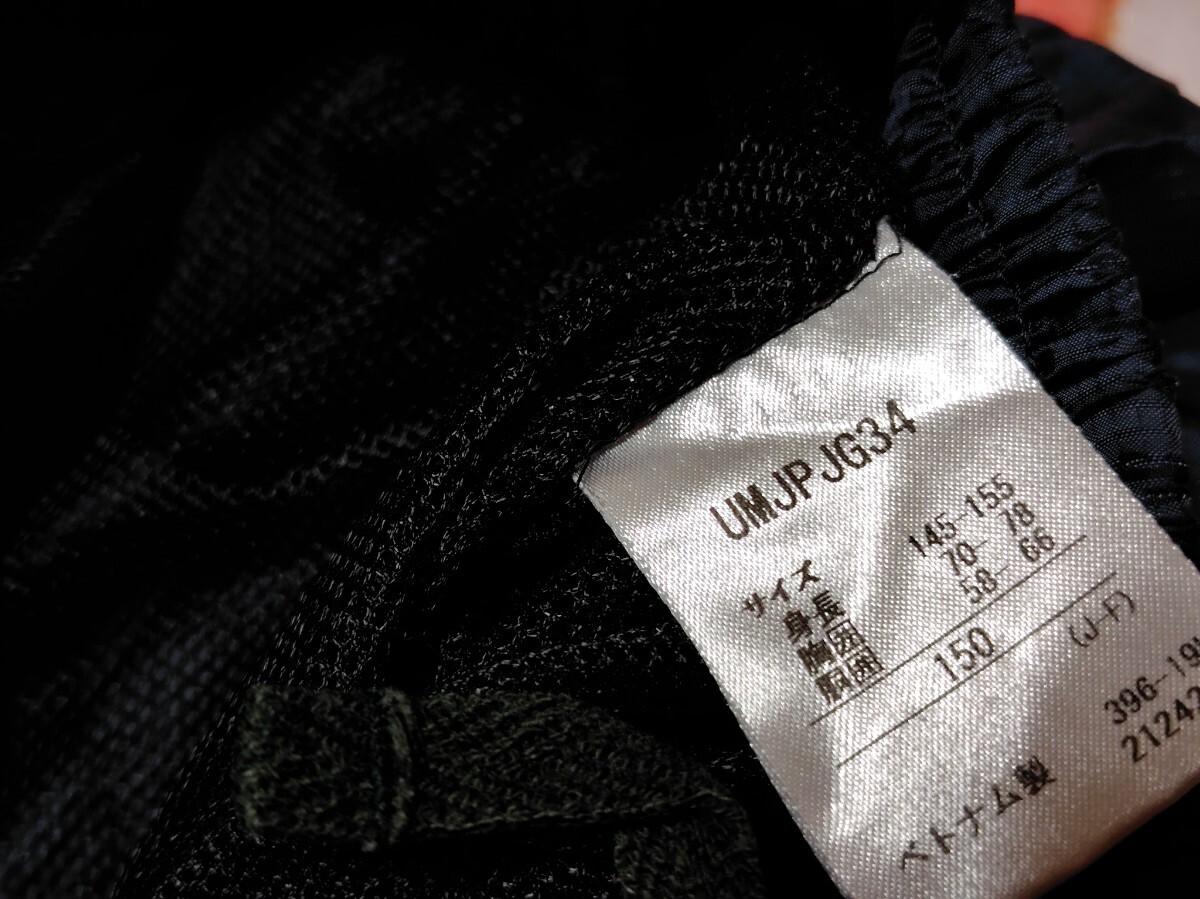 UMJPJG34
サイズ
身長 145-155
胸囲 70- 78
胴囲 58- 66
150
(J-F)
396-19
21242
ベトナム製